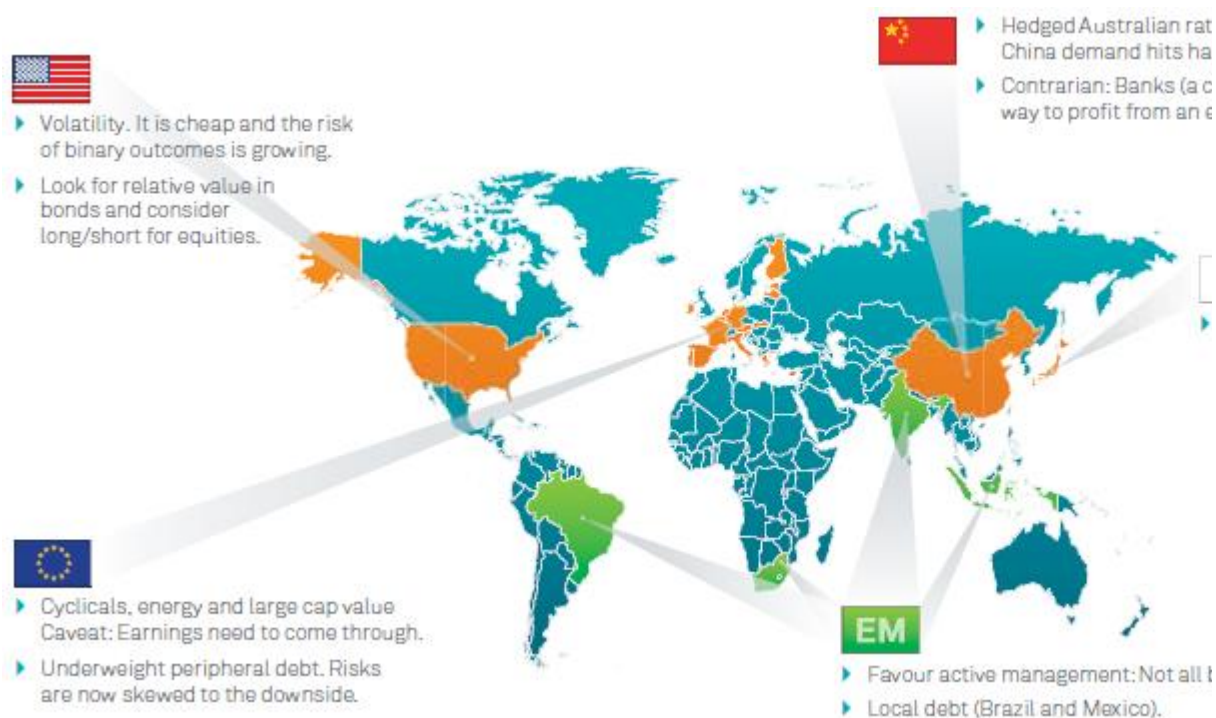 Volatility. It is cheap and the risk
of binary outcomes is growing.
Look for relative value in
bonds and consider
long/short for equities.
Hedged Australian rat
China demand hits ha
Contrarian: Banks (a c
way to profit from an e
Cyclicals, energy and large cap value
Caveat: Earnings need to come through.
Underweight peripheral debt. Risks
are now skewed to the downside.
EM
Favour active management: Not all b
Local debt (Brazil and Mexico).